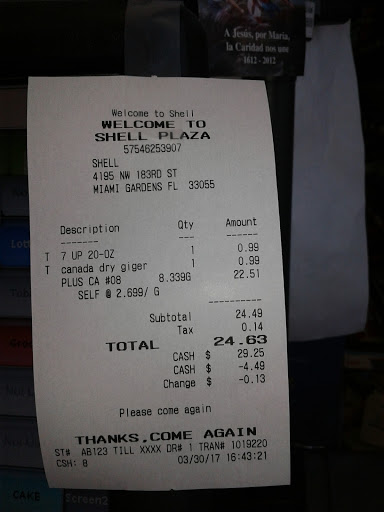 A Jesús, por María,
la Caridad nos une
1612 - 2012
Welcome to Shell
WELCOME TO
SHELL PLAZA
57546253907
SHELL
4195 NW 183RD ST
MIAMI GARDENS FL 33055
Description Qty Amount
------- --- ------
T 7 UP 20-OZ 1 0.99
T canada dry giger 1 0.99
PLUS CA #08 8.339G 22.51
SELF @ 2.699/ G
----------
Subtotal 24.49
Tax 0.14
TOTAL 24.63
CASH $ 29.25
CASH $ -4.49
Change $ -0.13
Please come again
THANKS,COME AGAIN
ST# AB123 TILL XXXX DR# 1 TRAN# 1019220
CSH: 8 03/30/17 16:43:21
Lott
CAKE Screen2